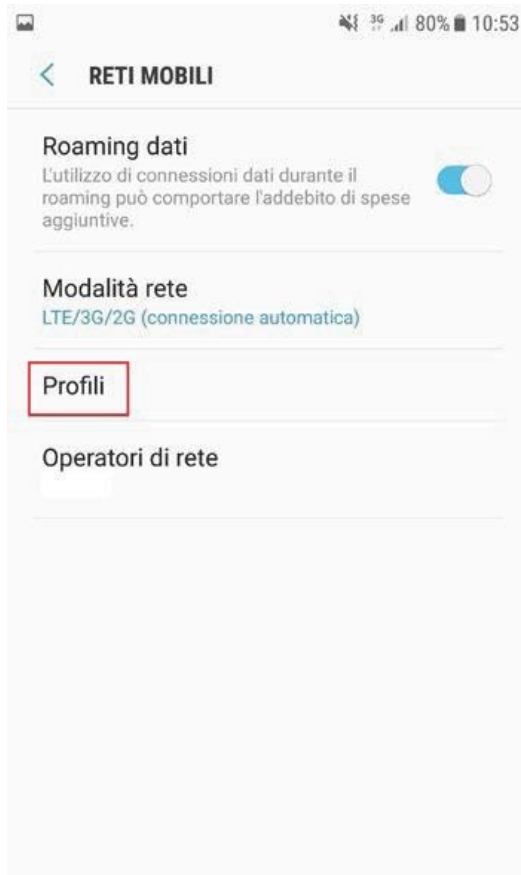 3G 80% 10:53
RETI MOBILI
Roaming dati
L'utilizzo di connessioni dati durante il
roaming può comportare l'addebito di spese
aggiuntive.
Modalità rete
LTE/3G/2G (connessione automatica)
Profili
Operatori di rete